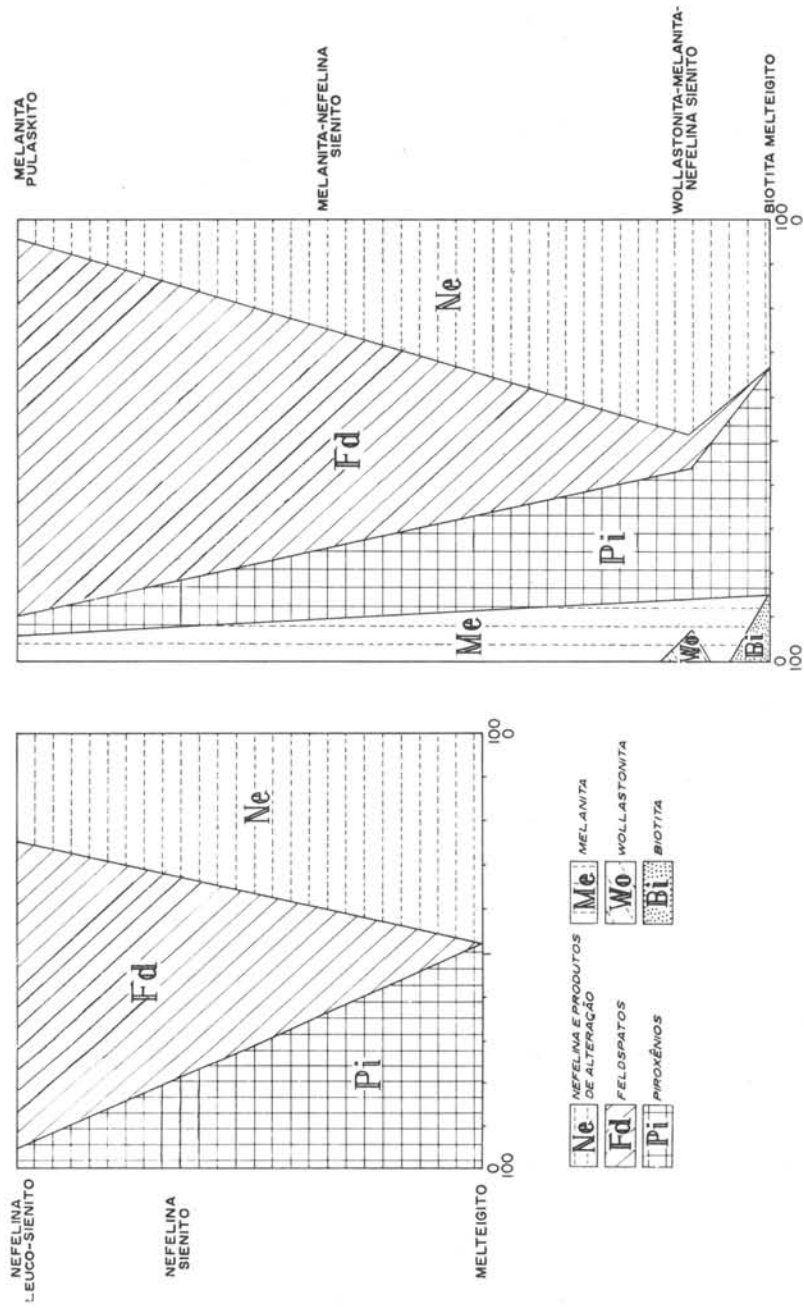 NEFELINA
LEUCO-SIENITO
NEFELINA
SIENITO
MELTEIGITO
Fd
Ne
Pi
0
100
100
0
MELANITA
PULASKITO
MELANITA-NEFELINA
SIENITO
WOLLASTONITA-MELANITA-
NEFELINA SIENITO
BIOTITA MELTEIGITO
Fd
Ne
Pi
Me
Wo
Bi
0
100
100
0
Ne NEFELINA E PRODUTOS
DE ALTERAÇÃO
Fd FELDSPATOS
Pi PIROXÊNIOS
Me MELANITA
Wo WOLLASTONITA
Bi BIOTITA